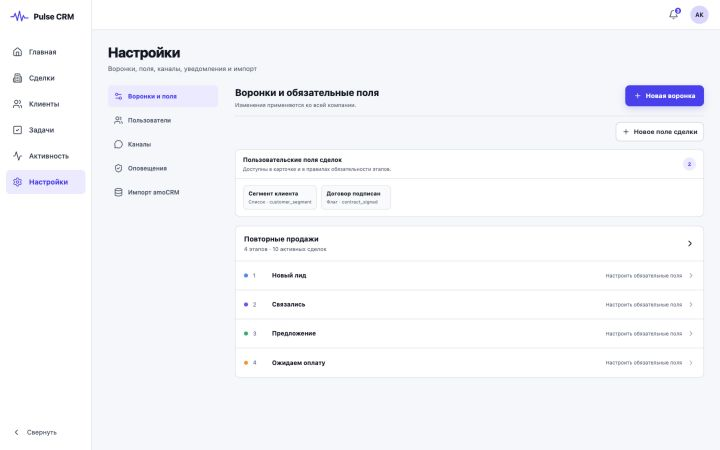 Pulse CRM
2
АК
Главная
Сделки
Клиенты
Задачи
Активность
Настройки
Свернуть
Настройки
Воронки, поля, каналы, уведомления и импорт
Воронки и поля
Пользователи
Каналы
Оповещения
Импорт amoCRM
Воронки и обязательные поля
Изменения применяются ко всей компании.
Новая воронка
Новое поле сделки
Пользовательские поля сделок
Доступны в карточке и в правилах обязательности этапов.
2
Сегмент клиента
Список · customer_segment
Договор подписан
Флаг · contract_signed
Повторные продажи
4 этапов · 10 активных сделок
1 Новый лид Настроить обязательные поля
2 Связались Настроить обязательные поля
3 Предложение Настроить обязательные поля
4 Ожидаем оплату Настроить обязательные поля